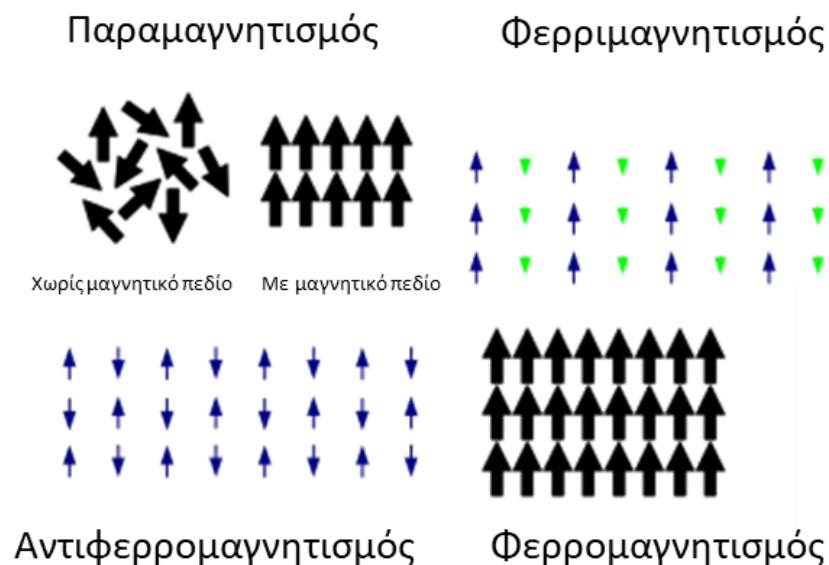 Παραμαγνητισμός
Φερριμαγνητισμός
Χωρίς μαγνητικό πεδίο
Με μαγνητικό πεδίο
Αντιφερρομαγνητισμός
Φερρομαγνητισμός